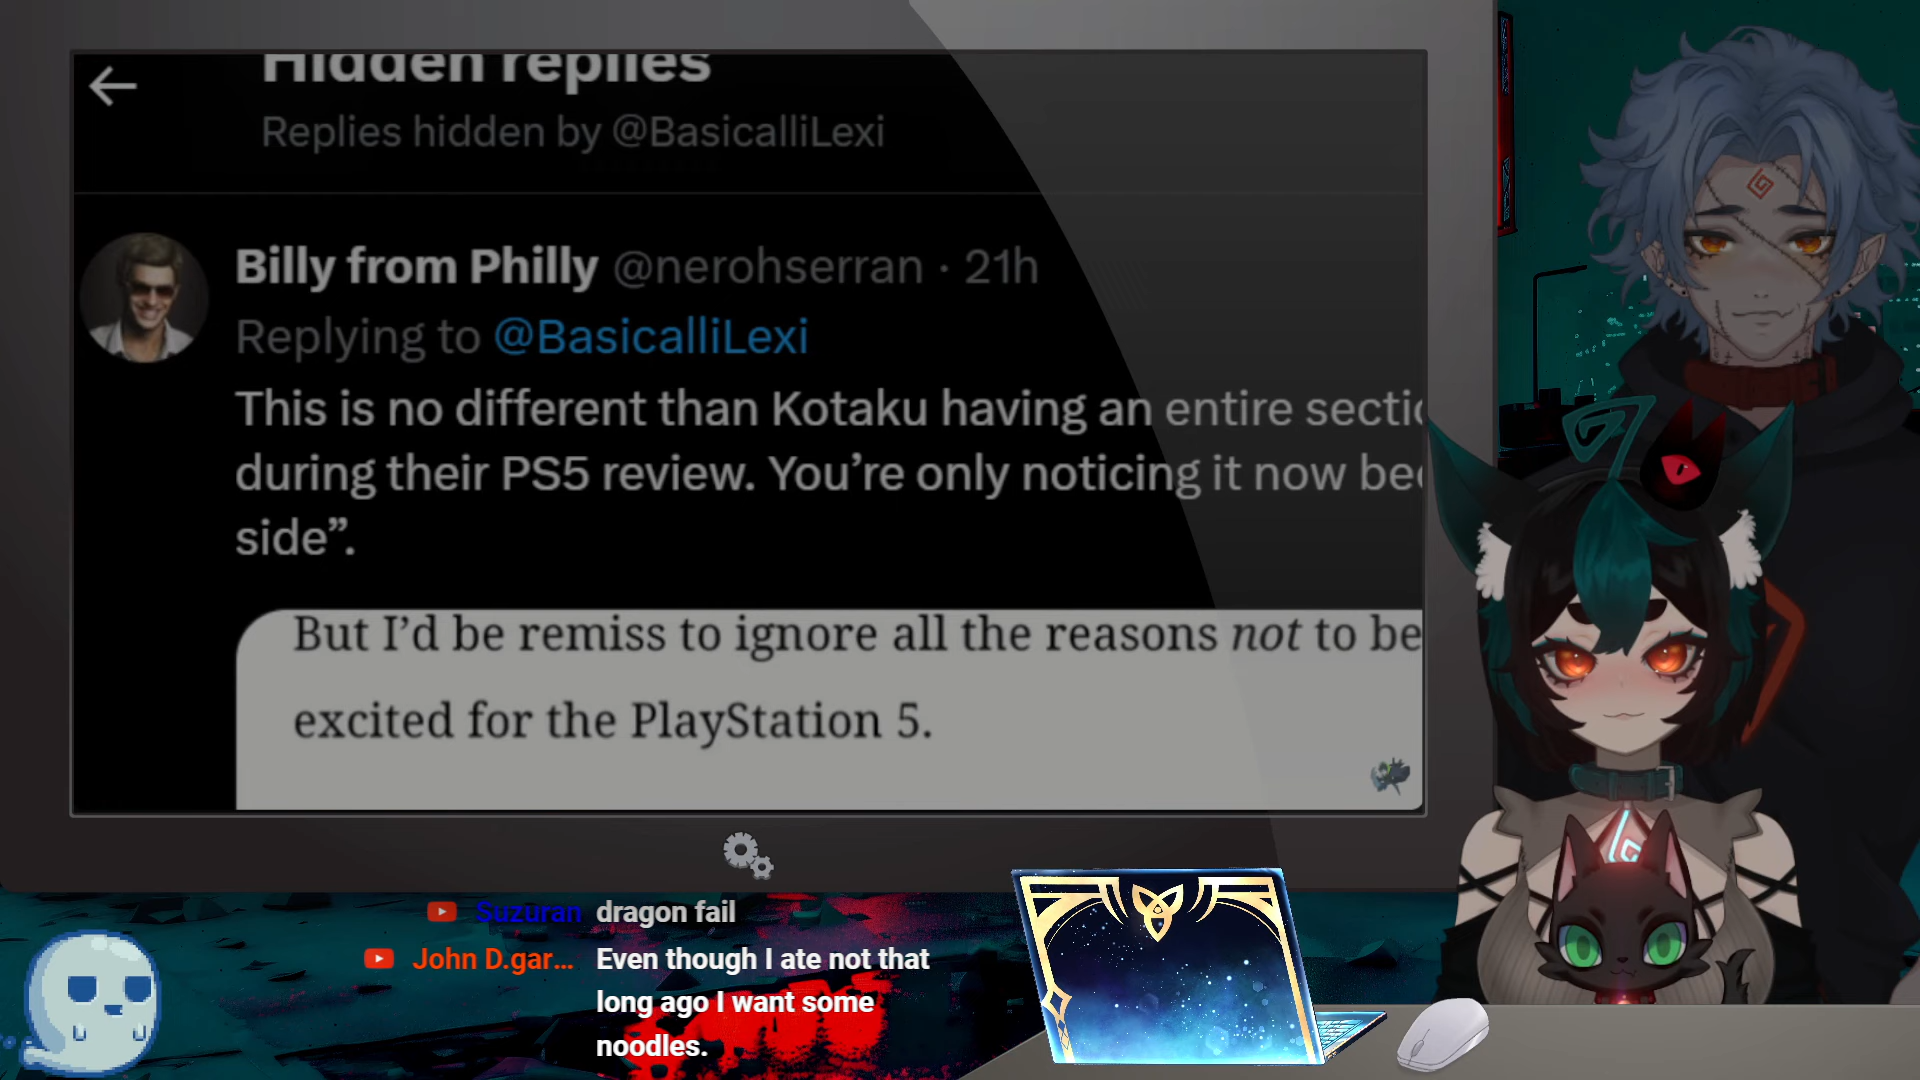 Hidden replies
Replies hidden by @BasicalliLexi
Billy from Philly @nerohserran · 21h
Replying to @BasicalliLexi
This is no different than Kotaku having an entire sectio
during their PS5 review. You’re only noticing it now bec
side”.
But I’d be remiss to ignore all the reasons not to be
excited for the PlayStation 5.
Suzuran dragon fail
John D.gar... Even though I ate not that
long ago I want some
noodles.